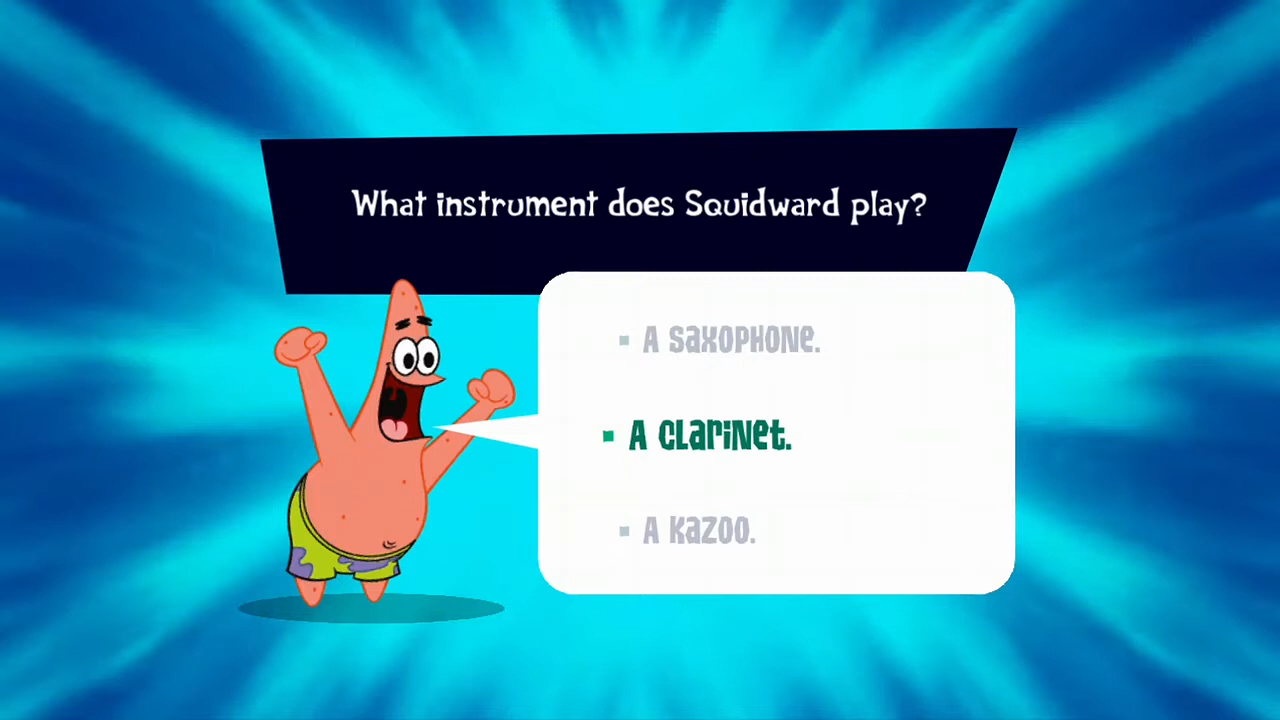 What instrument does Squidward play?
A saxophone.
A clarinet.
A kazoo.